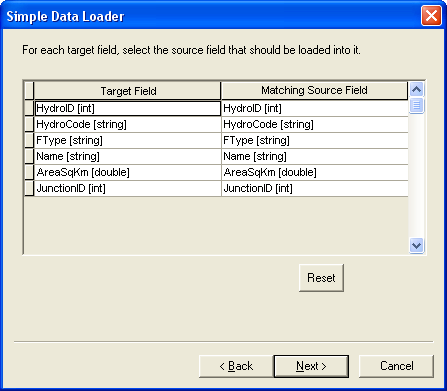 Simple Data Loader
For each target field, select the source field that should be loaded into it.
Target Field Matching Source Field
HydroID [int] HydroID [int]
HydroCode [string] HydroCode [string]
FType [string] FType [string]
Name [string] Name [string]
AreaSqKm [double] AreaSqKm [double]
JunctionID [int] JunctionID [int]
Reset
< Back Next > Cancel